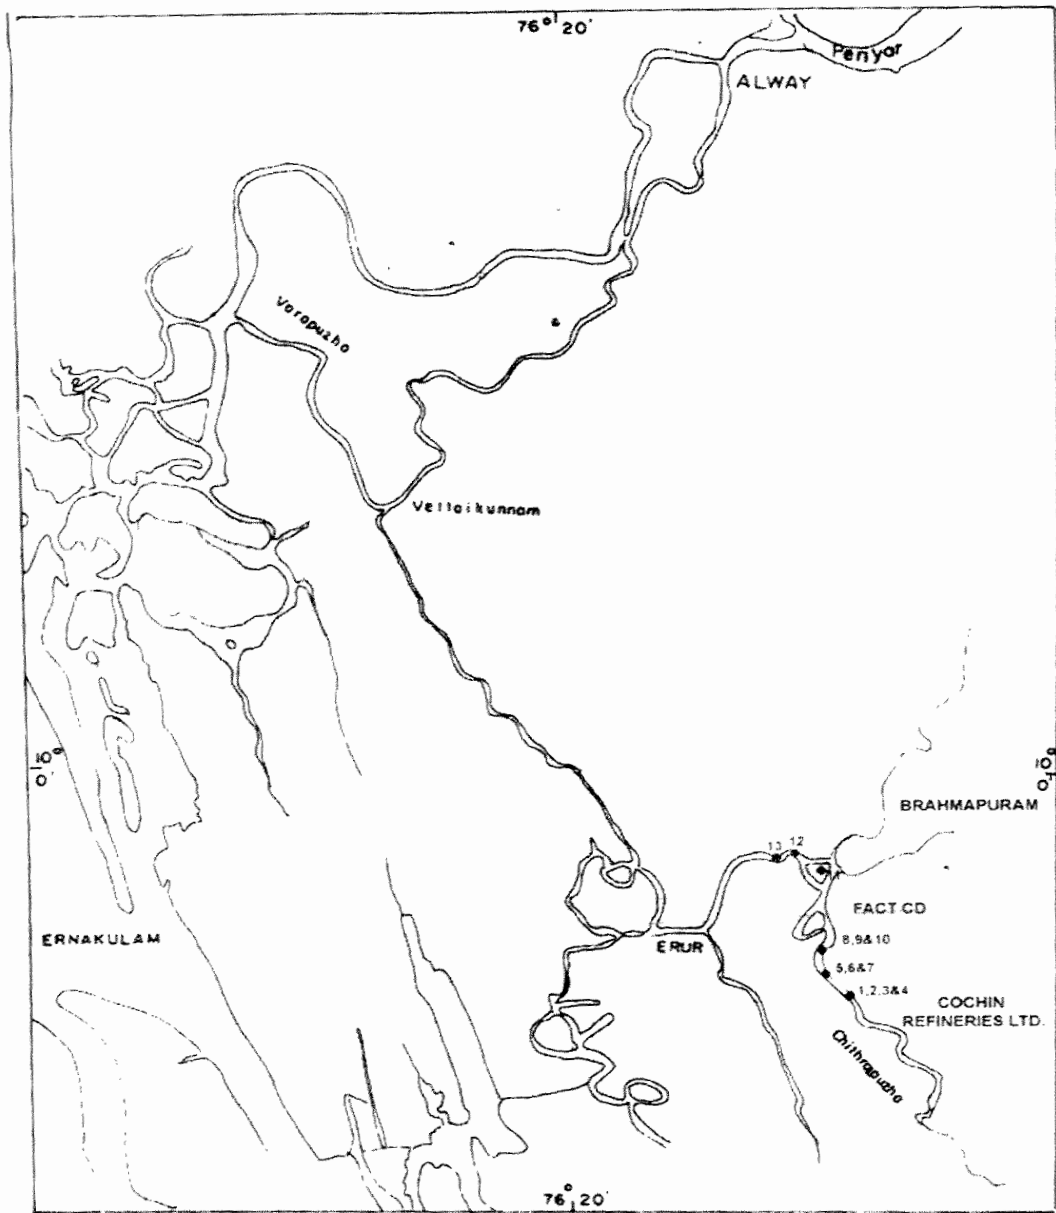 76° 20'
Periyar
ALWAY
Varapuzha
Vettaikunnam
10°
0'
10°
0'
BRAHMAPURAM
13 12
FACT-CD
ERNAKULAM
ERUR
8,9&10
5,6&7
1,2,3&4
COCHIN
REFINERIES LTD.
Chithrapuzha
76° 20'